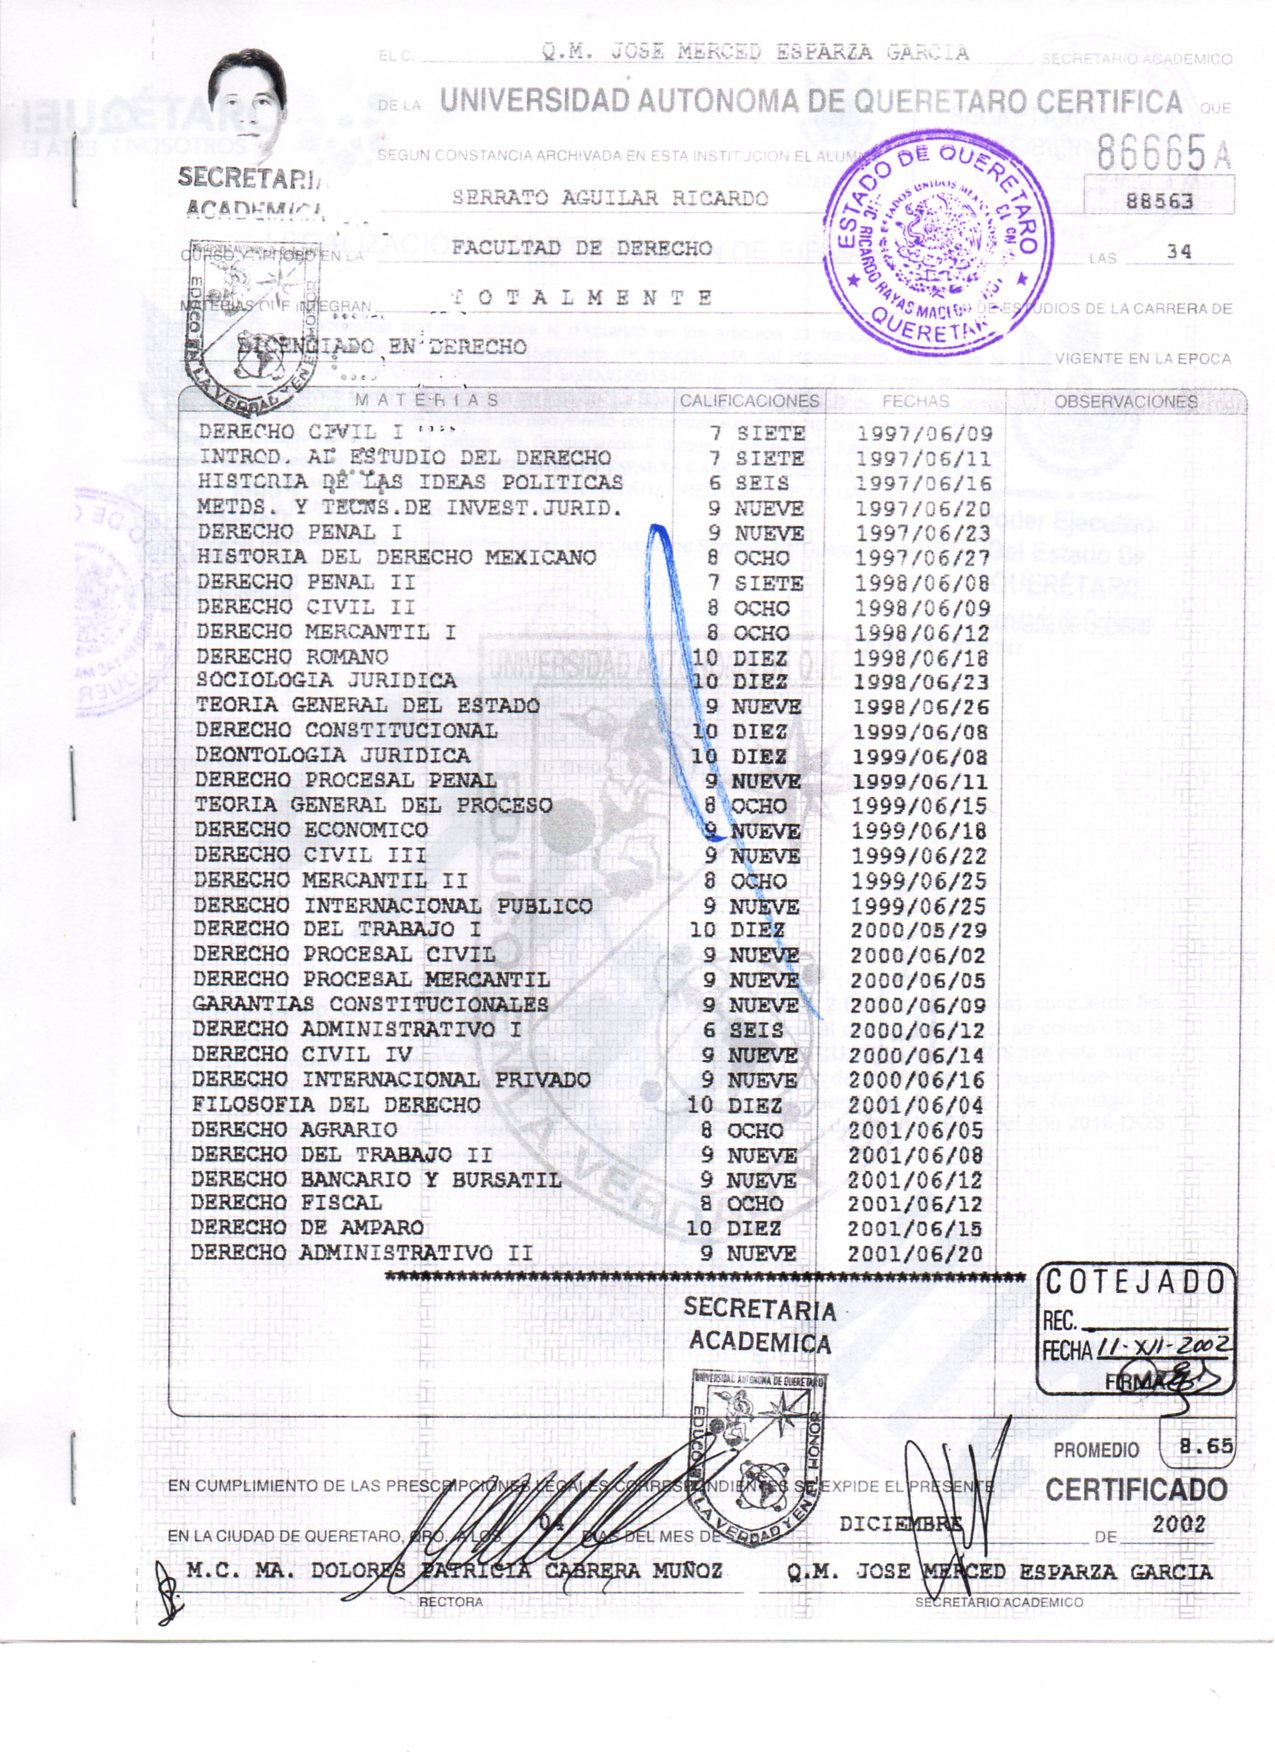 EL C. Q.M. JOSE MERCED ESPARZA GARCIA SECRETARIO ACADEMICO
DE LA UNIVERSIDAD AUTONOMA DE QUERETARO CERTIFICA QUE
SEGUN CONSTANCIA ARCHIVADA EN ESTA INSTITUCION EL
86665 A
SECRETARIA
ACADEMICA
SERRATO AGUILAR RICARDO 88563
CURSO Y APROBO EN LA FACULTAD DE DERECHO LAS 34
MATERIAS QUE INTEGRAN TOTALMENTE DE ESTUDIOS DE LA CARRERA DE
LICENCIADO EN DERECHO VIGENTE EN LA EPOCA
ESTADO DE QUERETARO
ESTADOS UNIDOS MEXICANOS
QUERETARO
EDUCO EN LA VERDAD Y EN EL HONOR
MATERIAS CALIFICACIONES FECHAS OBSERVACIONES
DERECHO CIVIL I 7 SIETE 1997/06/09
INTROD. AL ESTUDIO DEL DERECHO 7 SIETE 1997/06/11
HISTORIA DE LAS IDEAS POLITICAS 6 SEIS 1997/06/16
METDS. Y TECNS.DE INVEST.JURID. 9 NUEVE 1997/06/20
DERECHO PENAL I 9 NUEVE 1997/06/23
HISTORIA DEL DERECHO MEXICANO 8 OCHO 1997/06/27
DERECHO PENAL II 7 SIETE 1998/06/08
DERECHO CIVIL II 8 OCHO 1998/06/09
DERECHO MERCANTIL I 8 OCHO 1998/06/12
DERECHO ROMANO 10 DIEZ 1998/06/18
SOCIOLOGIA JURIDICA 10 DIEZ 1998/06/23
TEORIA GENERAL DEL ESTADO 9 NUEVE 1998/06/26
DERECHO CONSTITUCIONAL 10 DIEZ 1999/06/08
DEONTOLOGIA JURIDICA 10 DIEZ 1999/06/08
DERECHO PROCESAL PENAL 9 NUEVE 1999/06/11
TEORIA GENERAL DEL PROCESO 8 OCHO 1999/06/15
DERECHO ECONOMICO 9 NUEVE 1999/06/18
DERECHO CIVIL III 9 NUEVE 1999/06/22
DERECHO MERCANTIL II 8 OCHO 1999/06/25
DERECHO INTERNACIONAL PUBLICO 9 NUEVE 1999/06/25
DERECHO DEL TRABAJO I 10 DIEZ 2000/05/29
DERECHO PROCESAL CIVIL 9 NUEVE 2000/06/02
DERECHO PROCESAL MERCANTIL 9 NUEVE 2000/06/05
GARANTIAS CONSTITUCIONALES 9 NUEVE 2000/06/09
DERECHO ADMINISTRATIVO I 6 SEIS 2000/06/12
DERECHO CIVIL IV 9 NUEVE 2000/06/14
DERECHO INTERNACIONAL PRIVADO 9 NUEVE 2000/06/16
FILOSOFIA DEL DERECHO 10 DIEZ 2001/06/04
DERECHO AGRARIO 8 OCHO 2001/06/05
DERECHO DEL TRABAJO II 9 NUEVE 2001/06/08
DERECHO BANCARIO Y BURSATIL 9 NUEVE 2001/06/12
DERECHO FISCAL 8 OCHO 2001/06/12
DERECHO DE AMPARO 10 DIEZ 2001/06/15
DERECHO ADMINISTRATIVO II 9 NUEVE 2001/06/20
SECRETARIA
ACADEMICA
COTEJADO
REC.
FECHA 11-XII-2002
FIRMA
UNIVERSIDAD AUTONOMA DE QUERETARO
EDUCO EN LA VERDAD Y EN EL HONOR
PROMEDIO 8.65
EN CUMPLIMIENTO DE LAS PRESCRIPCIONES LEGALES CORRESPONDIENTES SE EXPIDE EL PRESENTE CERTIFICADO
EN LA CIUDAD DE QUERETARO, QRO. A LOS 04 DIAS DEL MES DE DICIEMBRE DE 2002
M.C. MA. DOLORES PATRICIA CABRERA MUÑOZ Q.M. JOSE MERCED ESPARZA GARCIA
RECTORA SECRETARIO ACADEMICO